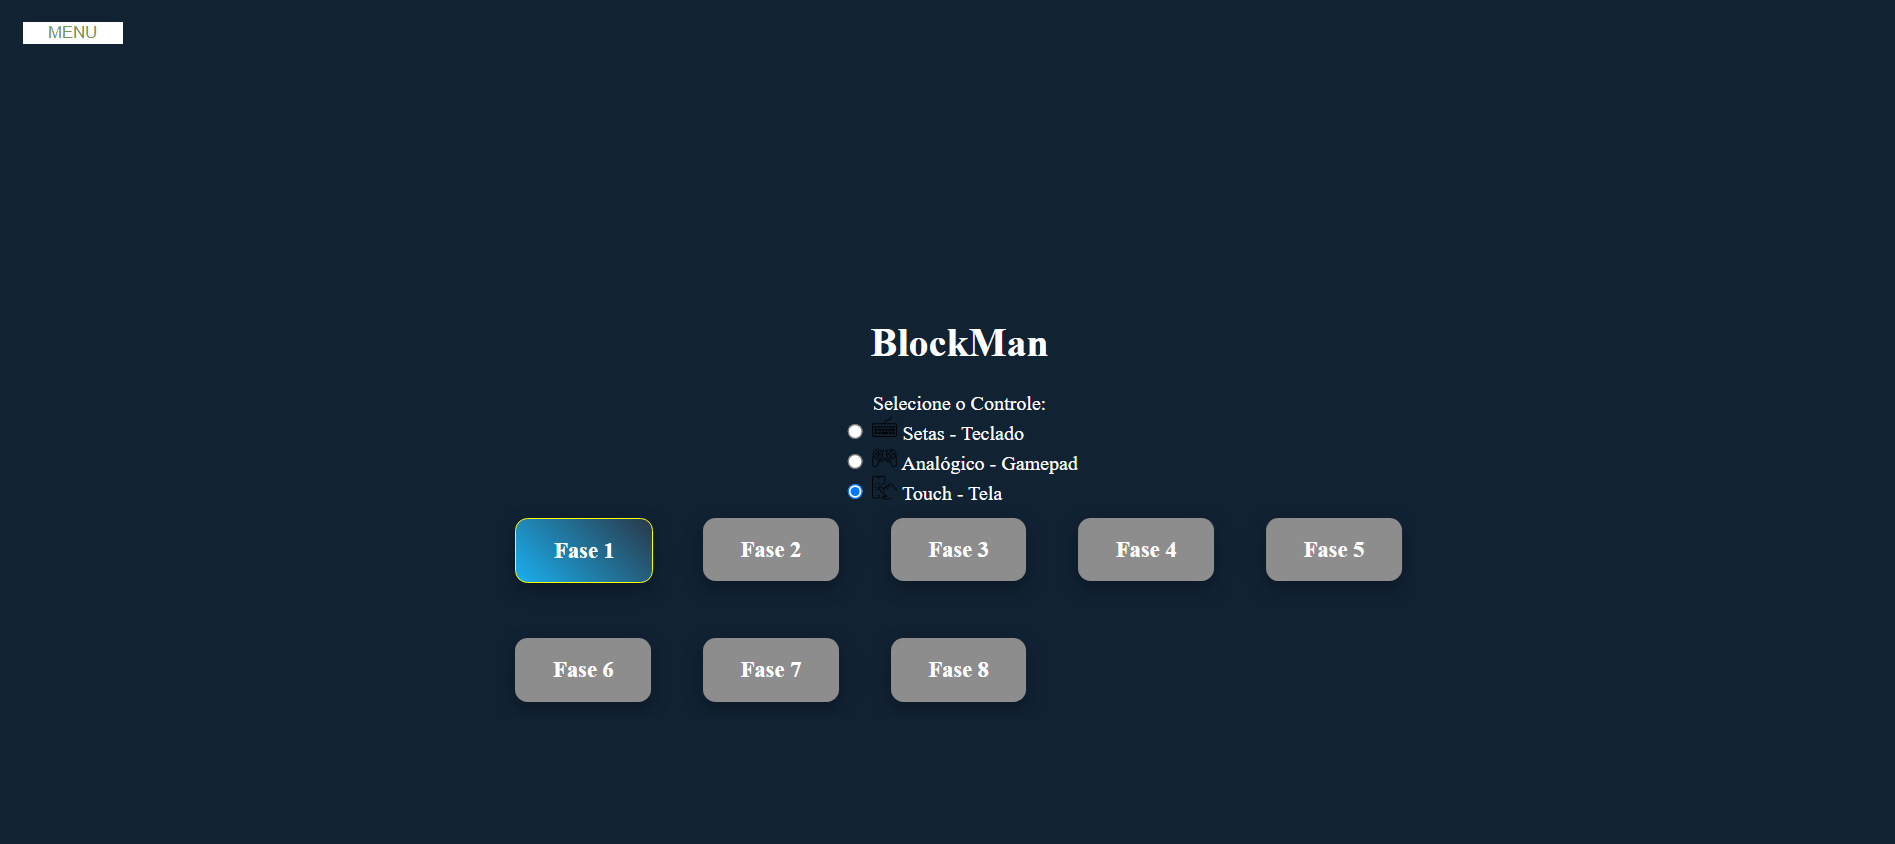 MENU
BlockMan
Selecione o Controle:
Setas - Teclado
Analógico - Gamepad
Touch - Tela
Fase 1 Fase 2 Fase 3 Fase 4 Fase 5
Fase 6 Fase 7 Fase 8